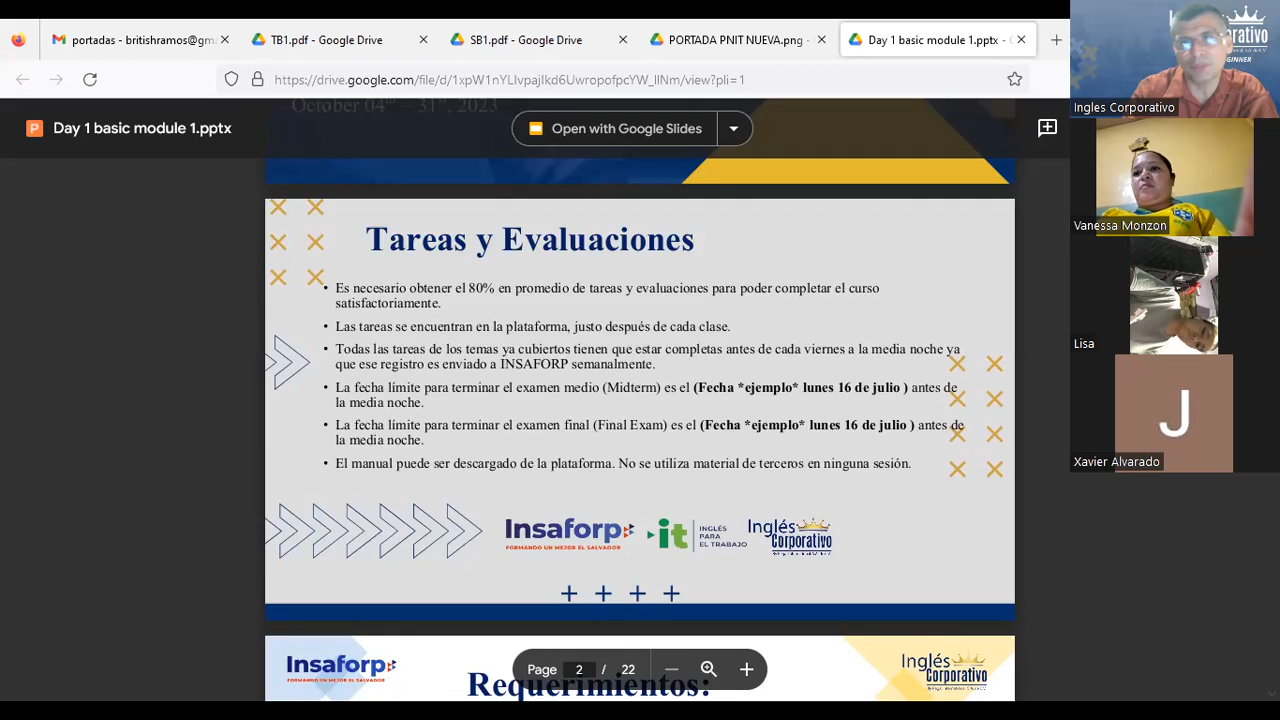 portadas - britishramos@gm
TB1.pdf - Google Drive
SB1.pdf - Google Drive
PORTADA PNIT NUEVA.png -
Day 1 basic module 1.pptx -
https://drive.google.com/file/d/1xpW1nYLIvpajIkd6UwropofpcYW_IINm/view?pli=1
October 04th – 31st, 2023
Day 1 basic module 1.pptx
Open with Google Slides
Tareas y Evaluaciones
• Es necesario obtener el 80% en promedio de tareas y evaluaciones para poder completar el curso
satisfactoriamente.
• Las tareas se encuentran en la plataforma, justo después de cada clase.
• Todas las tareas de los temas ya cubiertos tienen que estar completas antes de cada viernes a la media noche ya
que ese registro es enviado a INSAFORP semanalmente.
• La fecha límite para terminar el examen medio (Midterm) es el (Fecha *ejemplo* lunes 16 de julio ) antes de
la media noche.
• La fecha límite para terminar el examen final (Final Exam) es el (Fecha *ejemplo* lunes 16 de julio ) antes de
la media noche.
• El manual puede ser descargado de la plataforma. No se utiliza material de terceros en ninguna sesión.
Insaforp
FORMANDO UN MEJOR EL SALVADOR
it
INGLÉS
PARA
EL TRABAJO
Inglés
Corporativo
Insaforp
FORMANDO UN MEJOR EL SALVADOR
Requerimientos:
Inglés
Corporativo
Page 2 / 22
Ingles Corporativo
Vanessa Monzon
Lisa
J
Xavier Alvarado